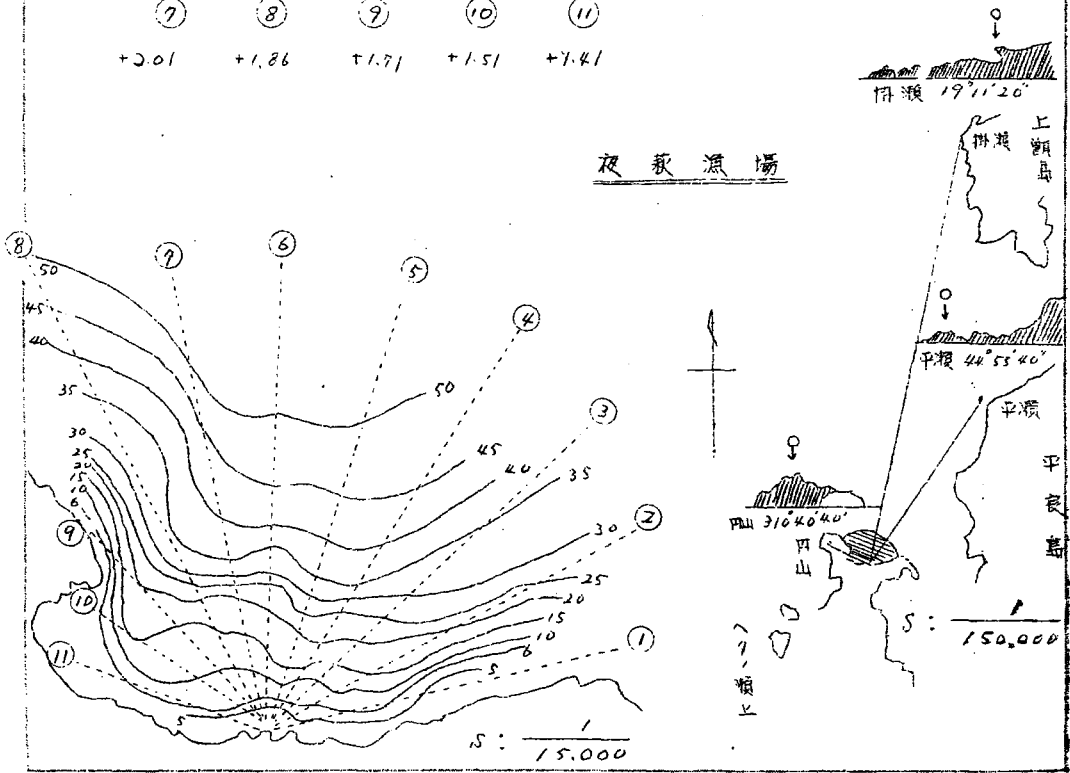 ⑦ ⑧ ⑨ ⑩ ⑪
+2.01 +1.86 +1.71 +1.51 +1.41
掛瀬 19°11'20"
上甑島
掛瀬
夜萩漁場
⑧ ⑦ ⑥ ⑤ ④ ③ ② ① ⑨ ⑩ ⑪
50
45
40
35
30
25
20
15
10
6
50
45
40
35
30
25
20
15
10
6
5
5
平瀬 44°53'40"
平瀬
平良島
円山 310°40'40"
円山
S: 1/150,000
S: 1/15.000